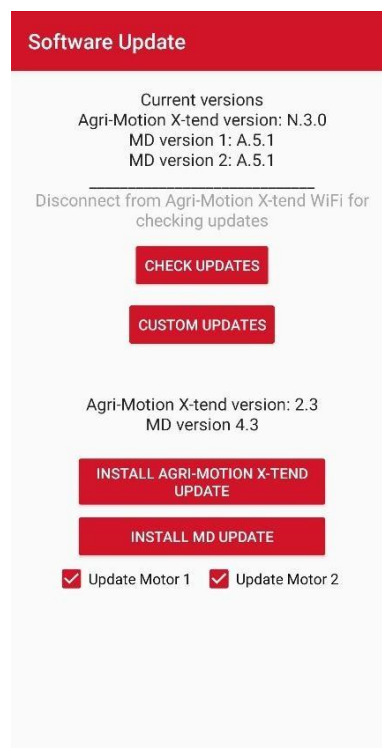 Software Update
Current versions
Agri-Motion X-tend version: N.3.0
MD version 1: A.5.1
MD version 2: A.5.1
Disconnect from Agri-Motion X-tend WiFi for
checking updates
CHECK UPDATES
CUSTOM UPDATES
Agri-Motion X-tend version: 2.3
MD version 4.3
INSTALL AGRI-MOTION X-TEND
UPDATE
INSTALL MD UPDATE
Update Motor 1 Update Motor 2